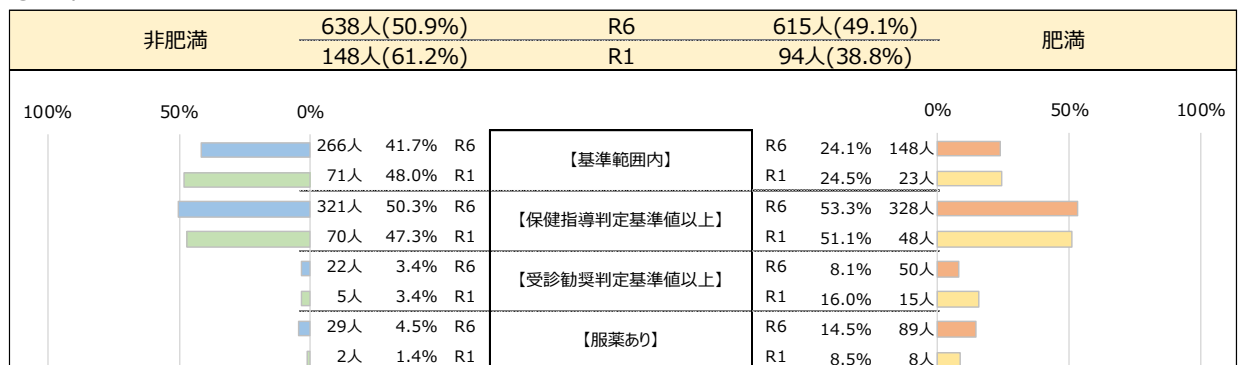 非肥満 638人(50.9%) R6 615人(49.1%) 肥満
148人(61.2%) R1 94人(38.8%)
100% 50% 0% 0% 50% 100%
266人 41.7% R6 【基準範囲内】 R6 24.1% 148人
71人 48.0% R1 R1 24.5% 23人
321人 50.3% R6 【保健指導判定基準値以上】 R6 53.3% 328人
70人 47.3% R1 R1 51.1% 48人
22人 3.4% R6 【受診勧奨判定基準値以上】 R6 8.1% 50人
5人 3.4% R1 R1 16.0% 15人
29人 4.5% R6 【服薬あり】 R6 14.5% 89人
2人 1.4% R1 R1 8.5% 8人